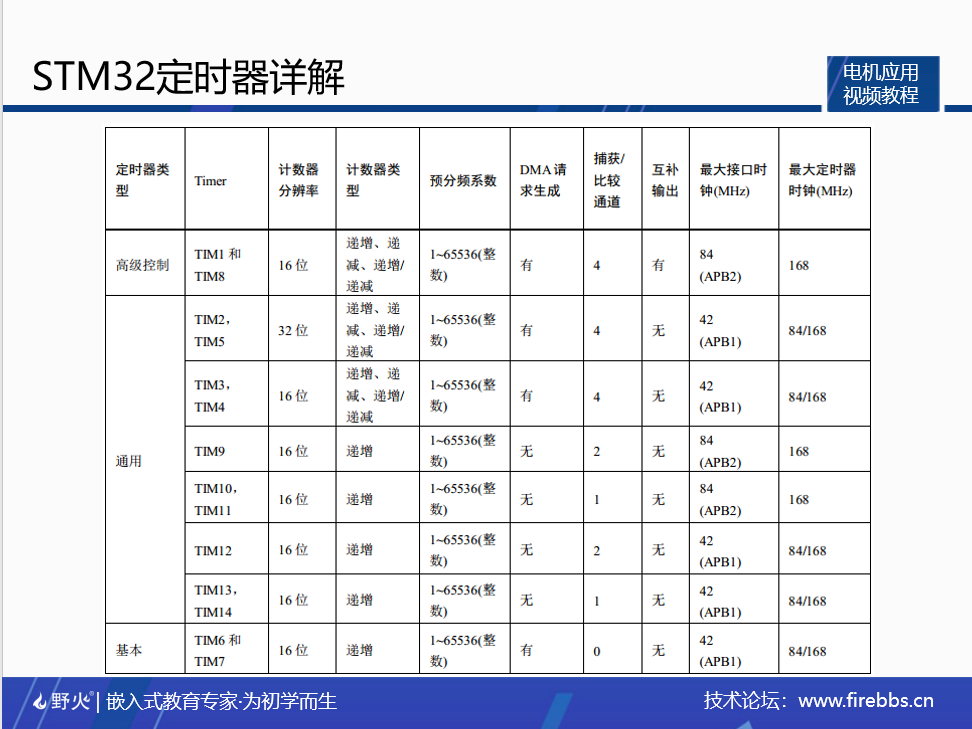 STM32定时器详解
电机应用
视频教程
定时器类
型
Timer
计数器
分辨率
计数器类
型
预分频系数
DMA请
求生成
捕获/
比较
通道
互补
输出
最大接口时
钟(MHz)
最大定时器
时钟(MHz)
高级控制
TIM1 和
TIM8
16 位
递增、递
减、递增/
递减
1~65536(整
数)
有
4
有
84
(APB2)
168
通用
TIM2,
TIM5
32 位
递增、递
减、递增/
递减
1~65536(整
数)
有
4
无
42
(APB1)
84/168
TIM3,
TIM4
16 位
递增、递
减、递增/
递减
1~65536(整
数)
有
4
无
42
(APB1)
84/168
TIM9
16 位
递增
1~65536(整
数)
无
2
无
84
(APB2)
168
TIM10,
TIM11
16 位
递增
1~65536(整
数)
无
1
无
84
(APB2)
168
TIM12
16 位
递增
1~65536(整
数)
无
2
无
42
(APB1)
84/168
TIM13,
TIM14
16 位
递增
1~65536(整
数)
无
1
无
42
(APB1)
84/168
基本
TIM6 和
TIM7
16 位
递增
1~65536(整
数)
有
0
无
42
(APB1)
84/168
野火®|嵌入式教育专家·为初学而生
技术论坛：www.firebbs.cn